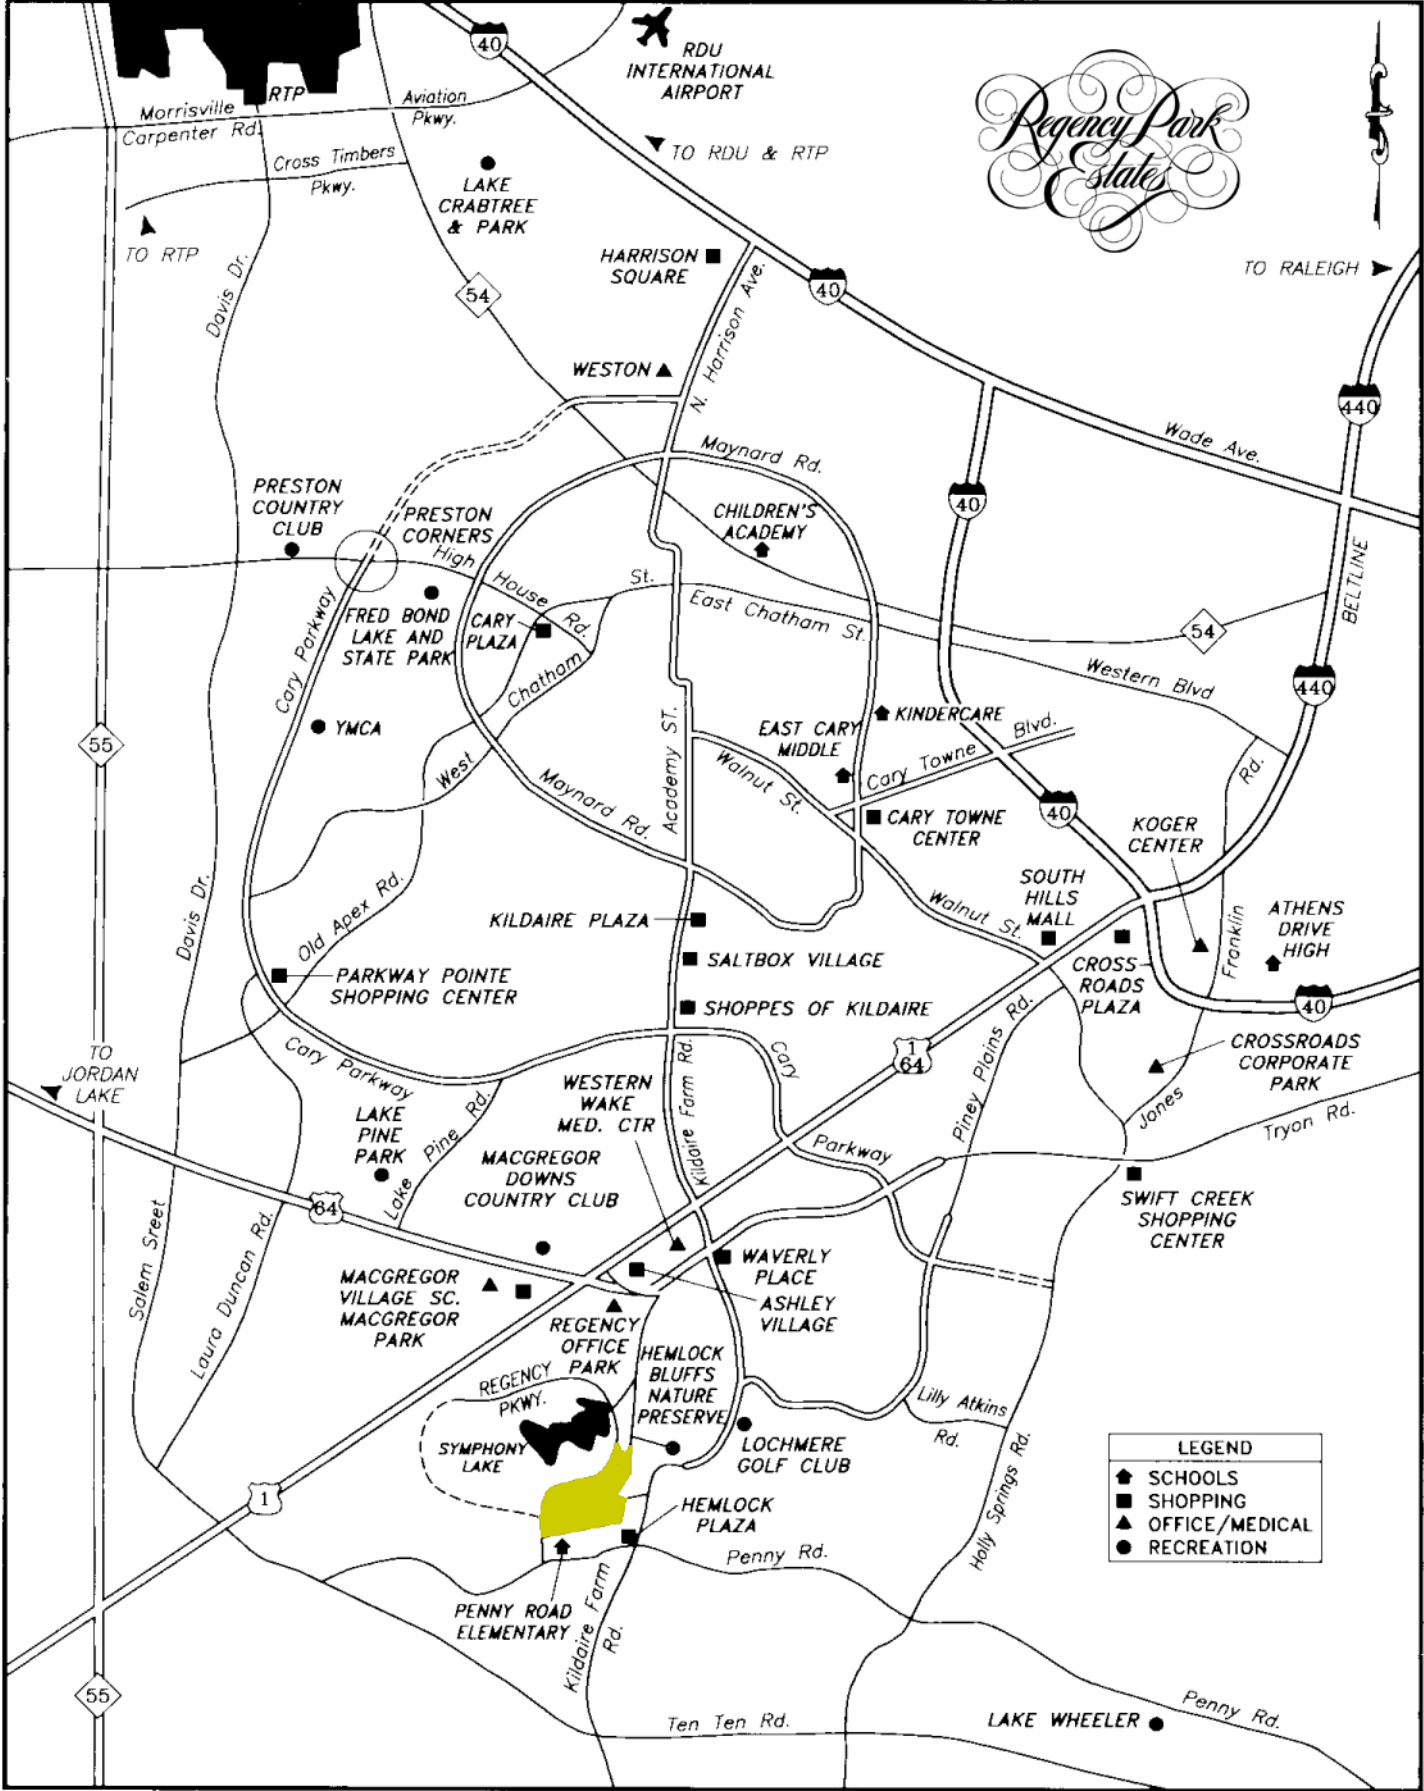 40
RDU
INTERNATIONAL
AIRPORT
Regency Park
Estates
RTP
Morrisville
Carpenter Rd.
Aviation
Pkwy.
Cross Timbers
Pkwy.
TO RDU & RTP
LAKE
CRABTREE
& PARK
TO RTP
HARRISON
SQUARE
TO RALEIGH
Davis Dr.
54
40
N. Harrison Ave.
WESTON
440
Wade Ave.
Maynard Rd.
PRESTON
COUNTRY
CLUB
PRESTON
CORNERS
40
CHILDREN'S
ACADEMY
High House Rd.
St.
East Chatham St.
BELTLINE
Cary Parkway
FRED BOND
LAKE AND
STATE PARK
CARY
PLAZA
54
West Chatham
Western Blvd
440
YMCA
KINDERCARE
EAST CARY
MIDDLE
55
Cary Towne Blvd.
Walnut St.
Academy ST.
Maynard Rd.
Rd.
CARY TOWNE
CENTER
40
KOGER
CENTER
Davis Dr.
Old Apex Rd.
SOUTH
HILLS
MALL
Walnut St.
KILDAIRE PLAZA
ATHENS
DRIVE
HIGH
Franklin
SALTBOX VILLAGE
CROSS
ROADS
PLAZA
PARKWAY POINTE
SHOPPING CENTER
SHOPPES OF KILDAIRE
40
Piney Plains Rd.
TO
JORDAN
LAKE
Cary Parkway
Cary
Parkway
1
64
CROSSROADS
CORPORATE
PARK
Kildaire Farm Rd.
WESTERN
WAKE
MED. CTR
LAKE
PINE
PARK
Lake Pine Rd.
Jones
Tryon Rd.
MACGREGOR
DOWNS
COUNTRY CLUB
64
SWIFT CREEK
SHOPPING
CENTER
Salem Sreet
Laura Duncan Rd.
WAVERLY
PLACE
MACGREGOR
VILLAGE SC.
MACGREGOR
PARK
ASHLEY
VILLAGE
REGENCY
OFFICE
PARK
HEMLOCK
BLUFFS
NATURE
PRESERVE
REGENCY
PKWY.
Lilly Atkins
Rd.
SYMPHONY
LAKE
LOCHMERE
GOLF CLUB
LEGEND
SCHOOLS
SHOPPING
OFFICE/MEDICAL
RECREATION
1
HEMLOCK
PLAZA
Holly Springs Rd.
Penny Rd.
PENNY ROAD
ELEMENTARY
Kildaire Farm
Rd.
55
Ten Ten Rd.
LAKE WHEELER
Penny Rd.